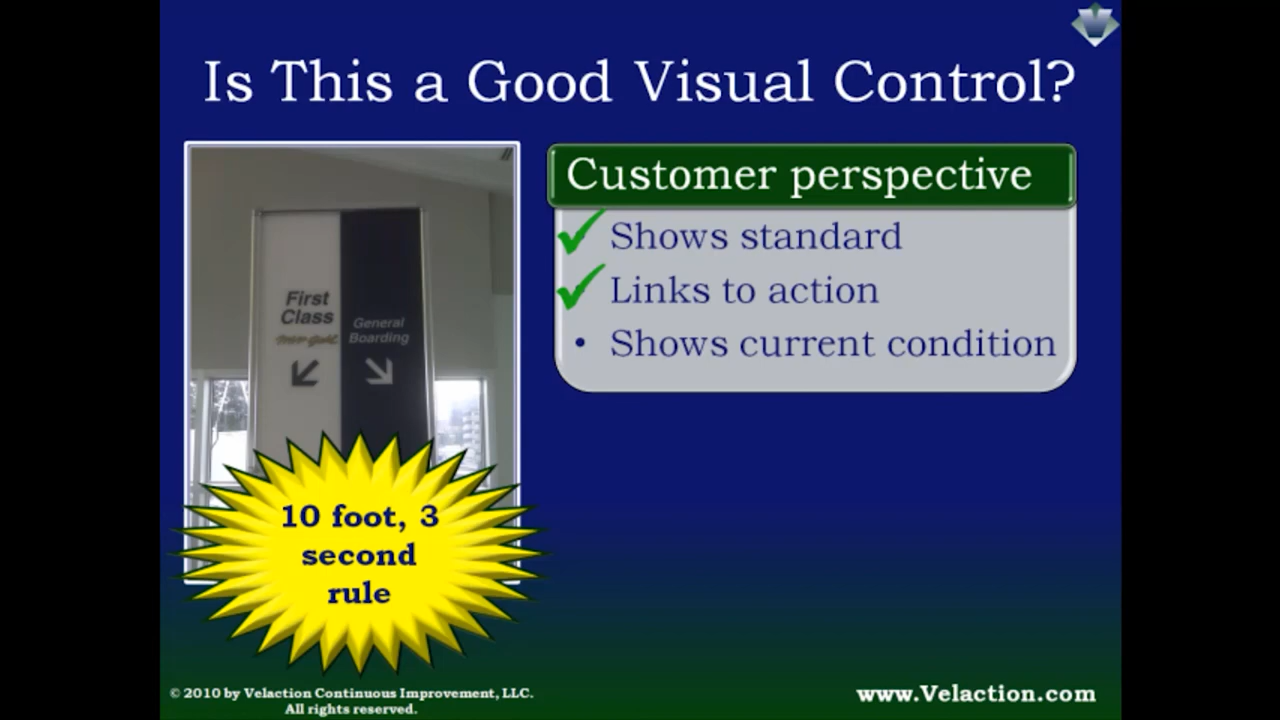 Is This a Good Visual Control?
First
Class
General
Boarding
10 foot, 3
second
rule
Customer perspective
Shows standard
Links to action
Shows current condition
© 2010 by Velaction Continuous Improvement, LLC.
All rights reserved.
www.Velaction.com